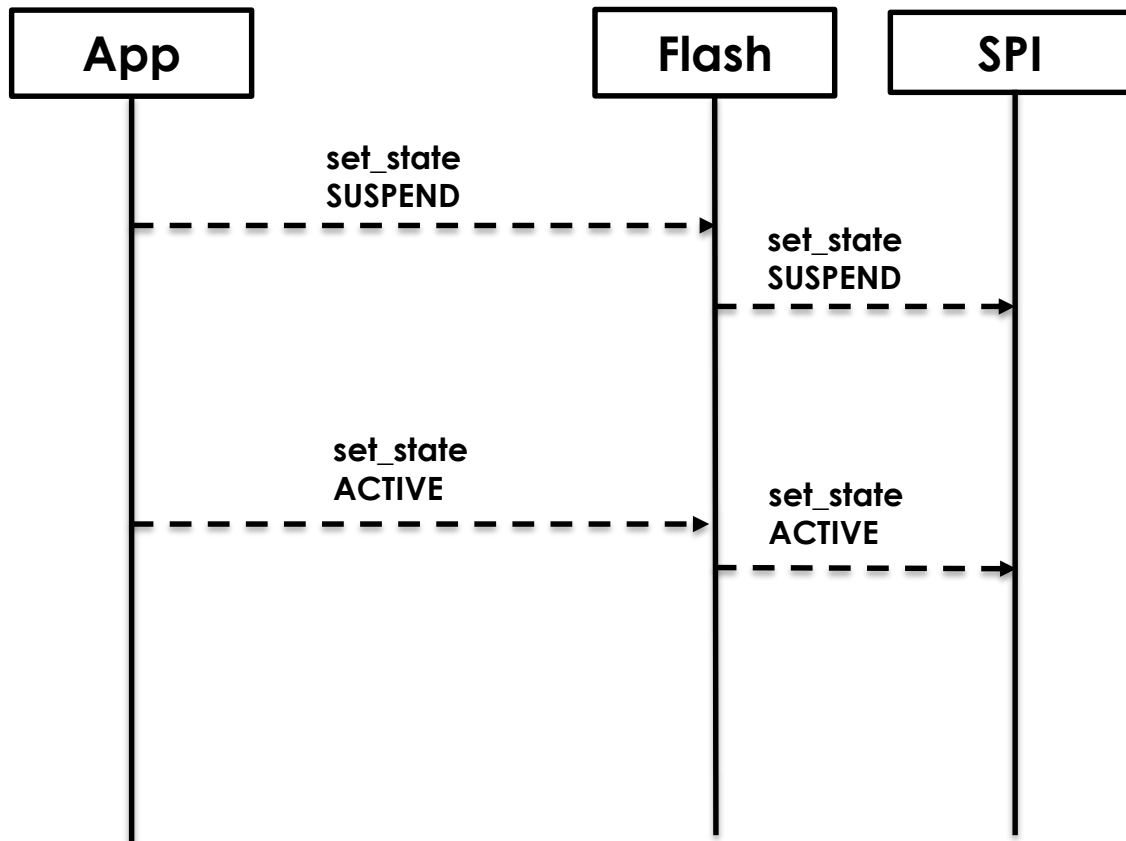 App
Flash
SPI
set_state
SUSPEND
set_state
SUSPEND
set_state
ACTIVE
set_state
ACTIVE